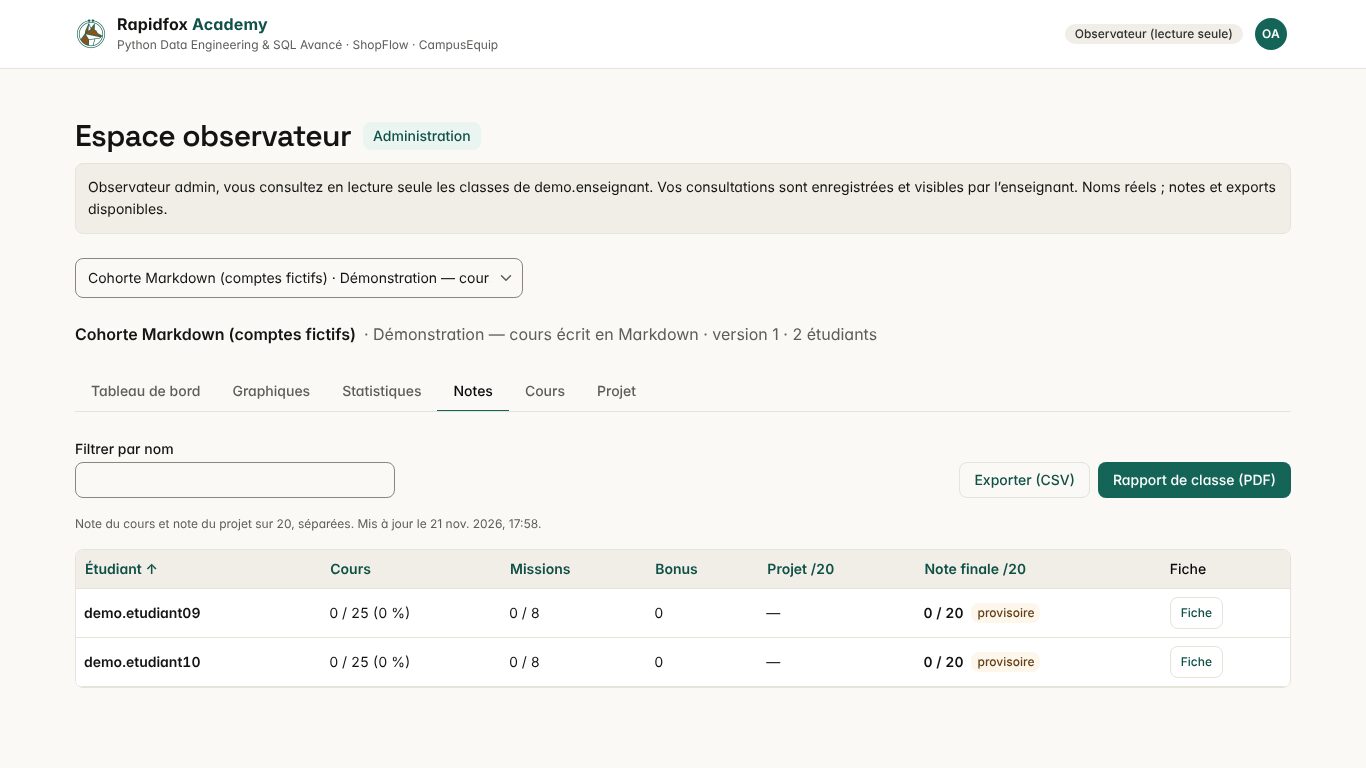 Rapidfox Academy
Python Data Engineering & SQL Avancé · ShopFlow · CampusEquip
Observateur (lecture seule)
OA
Espace observateur
Administration
Observateur admin, vous consultez en lecture seule les classes de demo.enseignant. Vos consultations sont enregistrées et visibles par l’enseignant. Noms réels ; notes et exports
disponibles.
Cohorte Markdown (comptes fictifs) · Démonstration — cour
Cohorte Markdown (comptes fictifs) · Démonstration — cours écrit en Markdown · version 1 · 2 étudiants
Tableau de bord Graphiques Statistiques Notes Cours Projet
Filtrer par nom
Exporter (CSV)
Rapport de classe (PDF)
Note du cours et note du projet sur 20, séparées. Mis à jour le 21 nov. 2026, 17:58.
Étudiant ↑ Cours Missions Bonus Projet /20 Note finale /20 Fiche
demo.etudiant09 0 / 25 (0 %) 0 / 8 0 — 0 / 20 provisoire Fiche
demo.etudiant10 0 / 25 (0 %) 0 / 8 0 — 0 / 20 provisoire Fiche